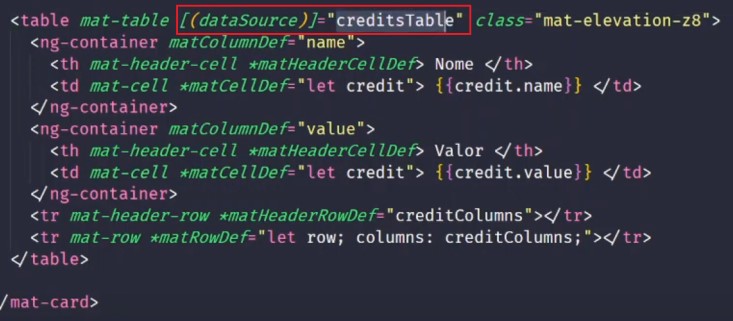 <table mat-table [(dataSource)]="creditsTable" class="mat-elevation-z8">
<ng-container matColumnDef="name">
<th mat-header-cell *matHeaderCellDef> Nome </th>
<td mat-cell *matCellDef="let credit"> {{credit.name}} </td>
</ng-container>
<ng-container matColumnDef="value">
<th mat-header-cell *matHeaderCellDef> Valor </th>
<td mat-cell *matCellDef="let credit"> {{credit.value}} </td>
</ng-container>
<tr mat-header-row *matHeaderRowDef="creditColumns"></tr>
<tr mat-row *matRowDef="let row; columns: creditColumns;"></tr>
</table>
/mat-card>